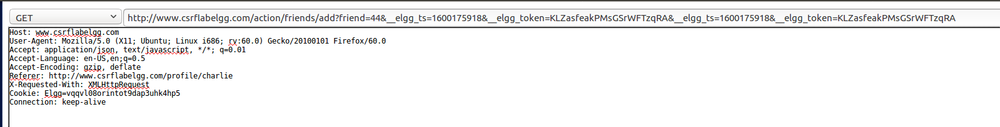 GET
http://www.csrflabelgg.com/action/friends/add?friend=44&__elgg_ts=1600175918&__elgg_token=KLZasfeakPMsGSrWFTzqRA&__elgg_ts=1600175918&__elgg_token=KLZasfeakPMsGSrWFTzqRA
Host: www.csrflabelgg.com
User-Agent: Mozilla/5.0 (X11; Ubuntu; Linux i686; rv:60.0) Gecko/20100101 Firefox/60.0
Accept: application/json, text/javascript, */*; q=0.01
Accept-Language: en-US,en;q=0.5
Accept-Encoding: gzip, deflate
Referer: http://www.csrflabelgg.com/profile/charlie
X-Requested-With: XMLHttpRequest
Cookie: Elgg=vqqvl08orintot9dap3uhk4hp5
Connection: keep-alive